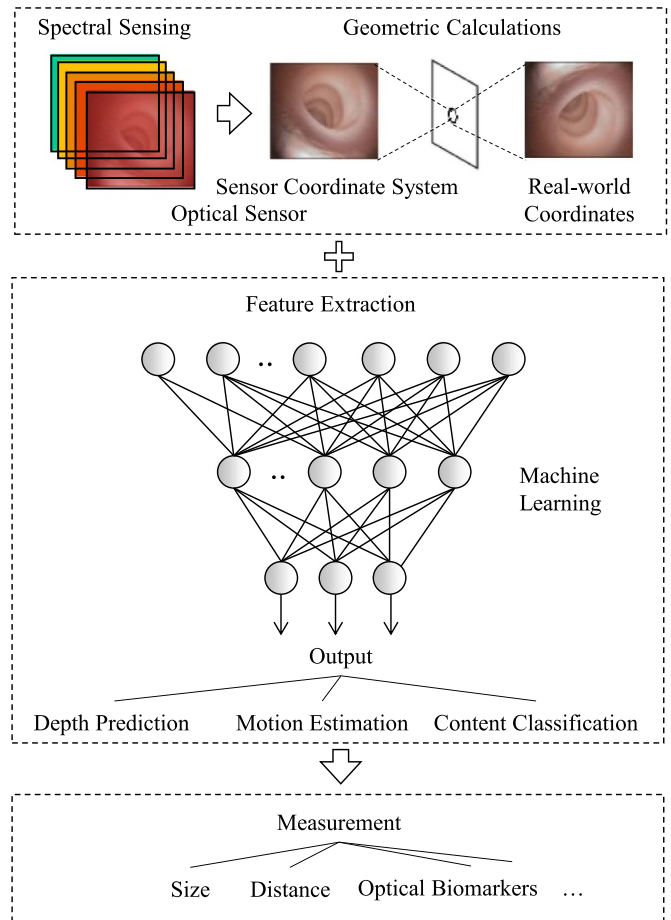 Spectral Sensing
Geometric Calculations
Sensor Coordinate System
Optical Sensor
Real-world
Coordinates
Feature Extraction
..
..
Machine
Learning
Output
Depth Prediction
Motion Estimation
Content Classification
Measurement
Size
Distance
Optical Biomarkers
...